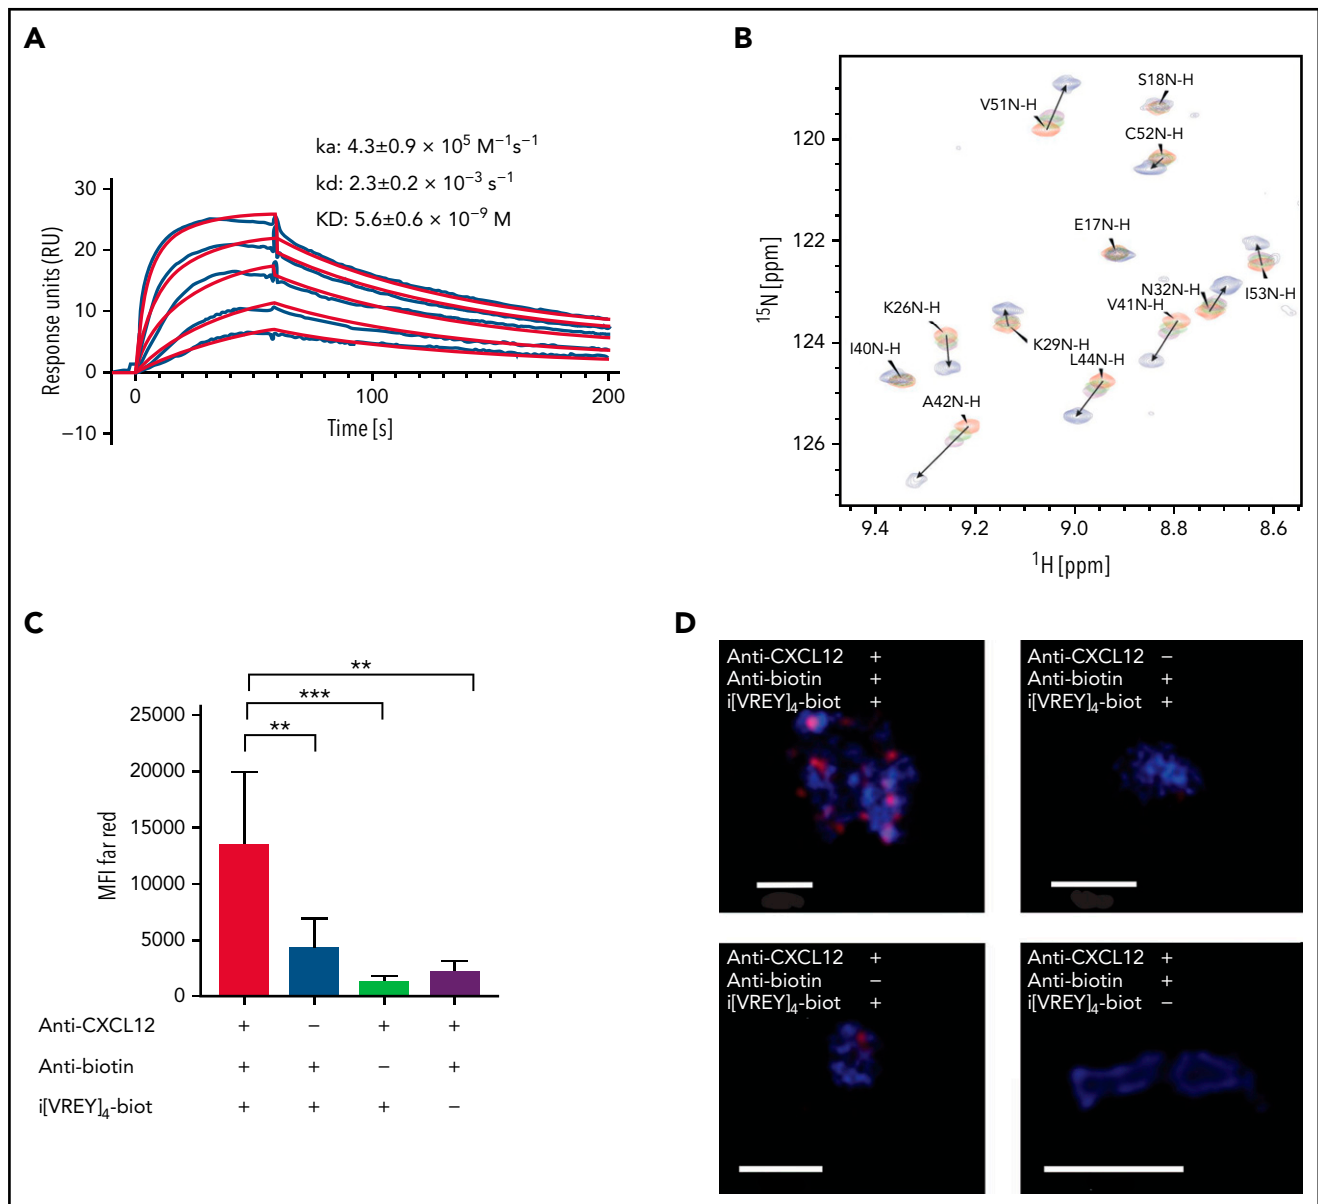 A
ka: 4.3±0.9 × 10⁵ M⁻¹s⁻¹
kd: 2.3±0.2 × 10⁻³ s⁻¹
KD: 5.6±0.6 × 10⁻⁹ M
Response units (RU)
30
20
10
0
−10
0
100
200
Time [s]
B
S18N-H
V51N-H
C52N-H
E17N-H
N32N-H
I53N-H
V41N-H
K26N-H
K29N-H
I40N-H
L44N-H
A42N-H
¹⁵N [ppm]
120
122
124
126
9.4
9.2
9.0
8.8
8.6
¹H [ppm]
C
**
***
**
MFI far red
25000
20000
15000
10000
5000
0
Anti-CXCL12 + − + +
Anti-biotin + + − +
i[VREY]₄-biot + + + −
D
Anti-CXCL12 +
Anti-biotin +
i[VREY]₄-biot +
Anti-CXCL12 −
Anti-biotin +
i[VREY]₄-biot +
Anti-CXCL12 +
Anti-biotin −
i[VREY]₄-biot +
Anti-CXCL12 +
Anti-biotin +
i[VREY]₄-biot −